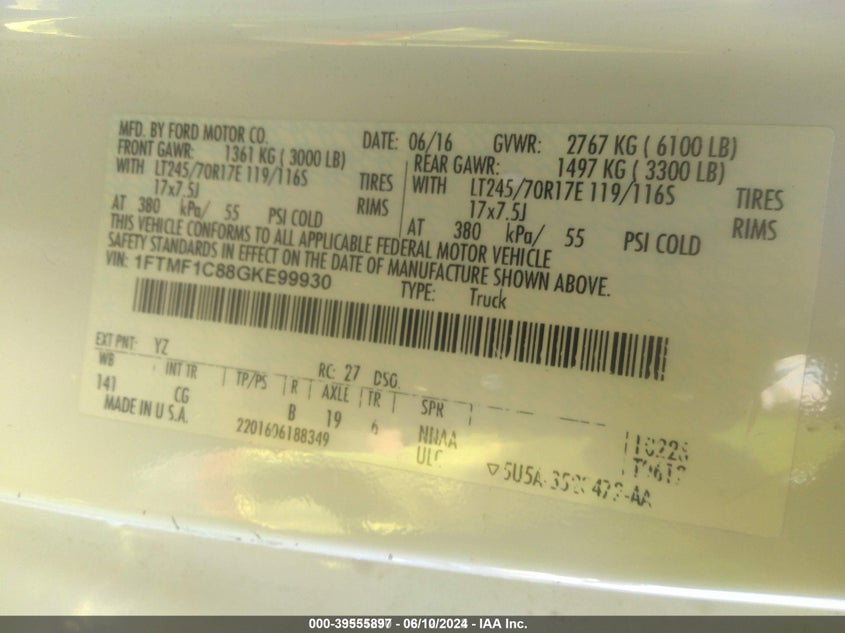 MFD. BY FORD MOTOR CO. DATE: 06/16 GVWR: 2767 KG ( 6100 LB)
FRONT GAWR: 1361 KG ( 3000 LB) REAR GAWR: 1497 KG ( 3300 LB)
WITH LT245/70R17E 119/116S TIRES WITH LT245/70R17E 119/116S TIRES
17x7.5J RIMS 17x7.5J RIMS
AT 380 kPa/ 55 PSI COLD AT 380 kPa/ 55 PSI COLD
THIS VEHICLE CONFORMS TO ALL APPLICABLE FEDERAL MOTOR VEHICLE
SAFETY STANDARDS IN EFFECT ON THE DATE OF MANUFACTURE SHOWN ABOVE.
VIN: 1FTMF1C88GKE99930 TYPE: Truck
EXT PNT: YZ RC: 27 DSO:
WB INT TR TP/PS R AXLE TR SPR
141 CG B 19 6 NNAA
MADE IN U.S.A. 2201606188349 ULC
000-39555897 - 06/10/2024 - IAA Inc.